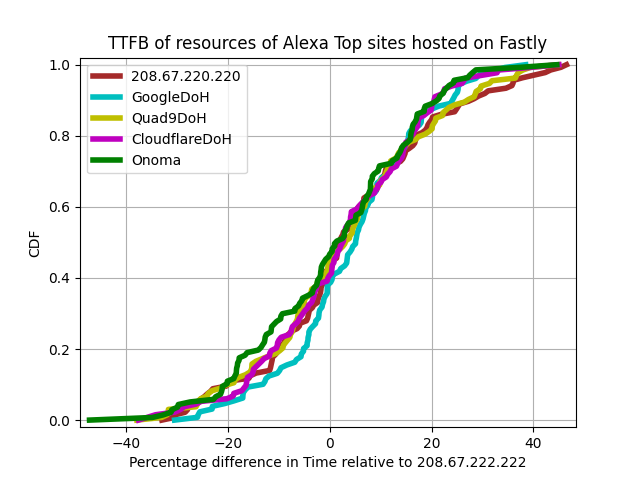 TTFB of resources of Alexa Top sites hosted on Fastly
1.0
0.8
0.6
0.4
0.2
0.0
CDF
208.67.220.220
GoogleDoH
Quad9DoH
CloudflareDoH
Onoma
−40
−20
0
20
40
Percentage difference in Time relative to 208.67.222.222